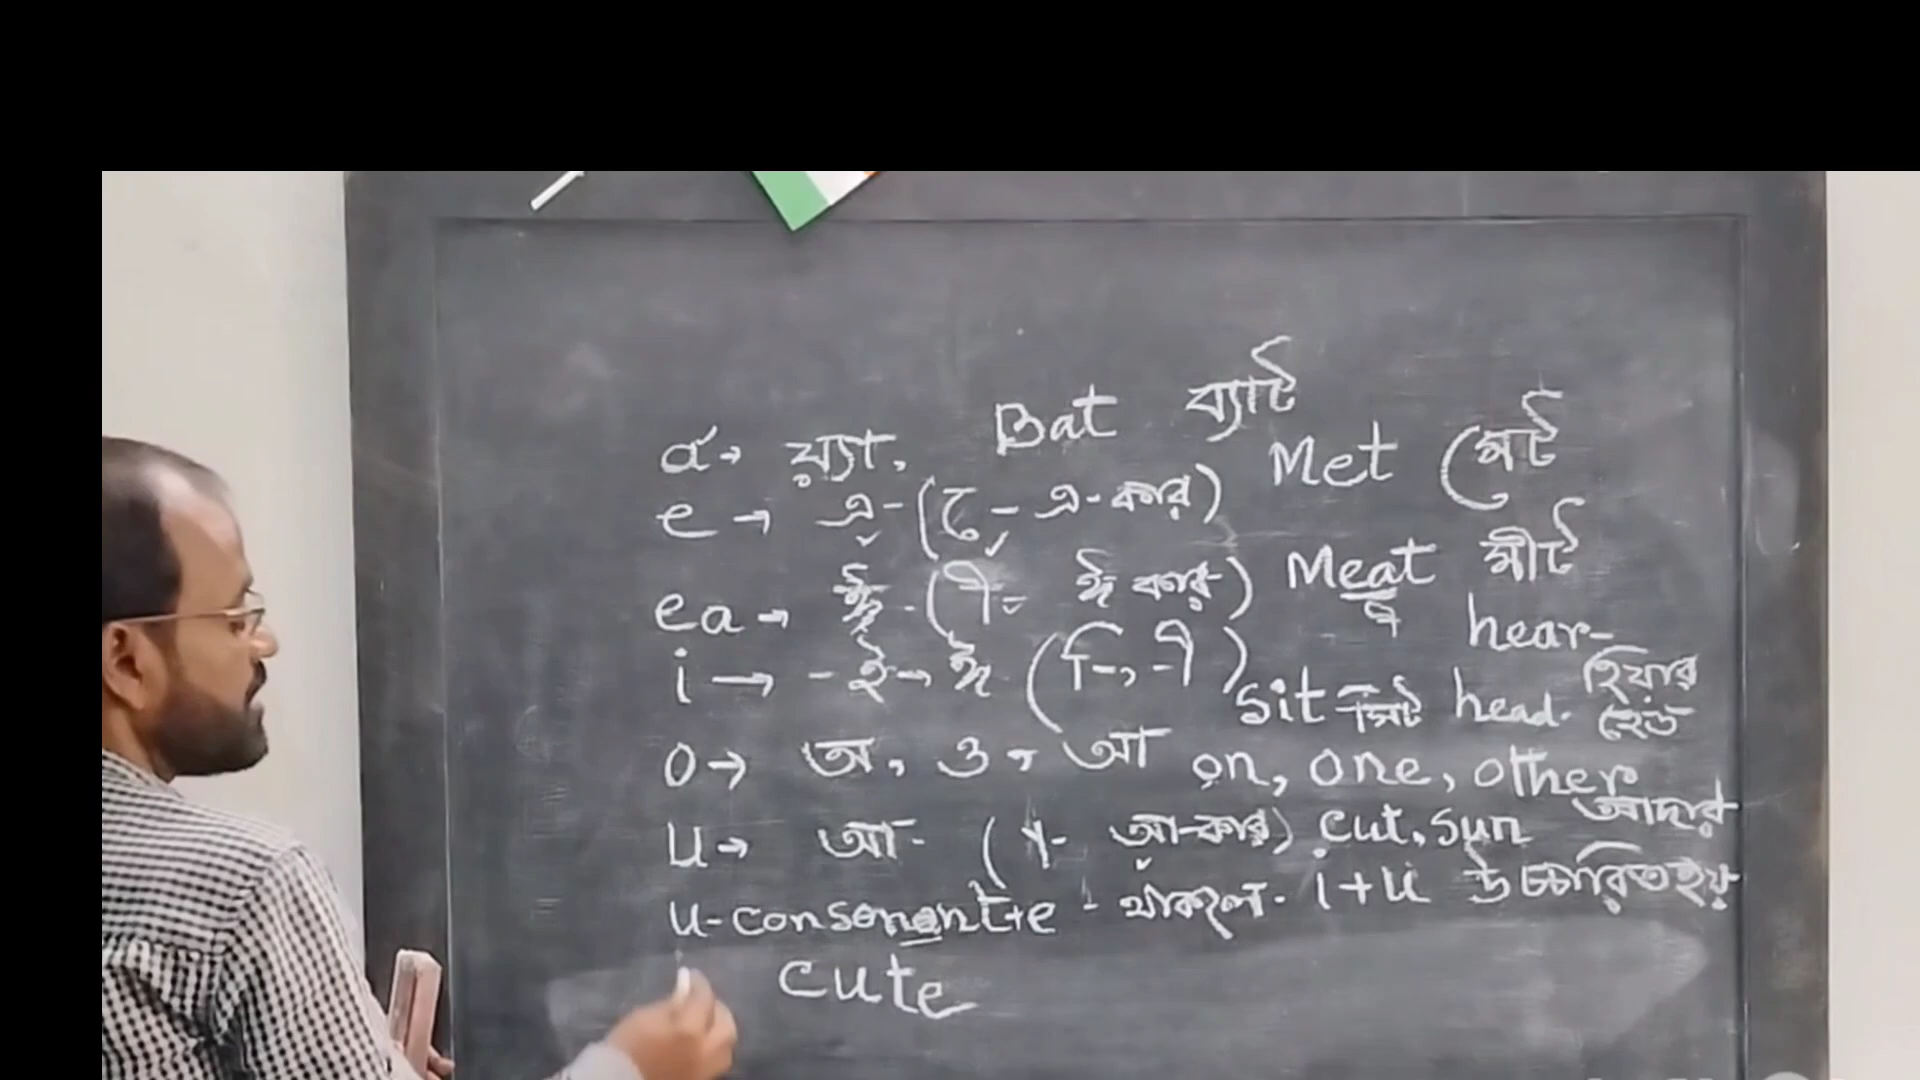 a → য়্যা, Bat ব্যাট
e → এ - (ে - এ-কার) Met মেট
ea → ঈ - (ী - ঈ কার) Meat মীট
hear- হিয়ার
i → - ই → ঈ (ি-, -ী) sit সিট head- হেড
o → অ, ও, আ on, one, other আদার
u → আ - (া - আ-কার) cut, sun
u-consonant+e - থাকলে - i+u উচ্চারিত হয়
cute